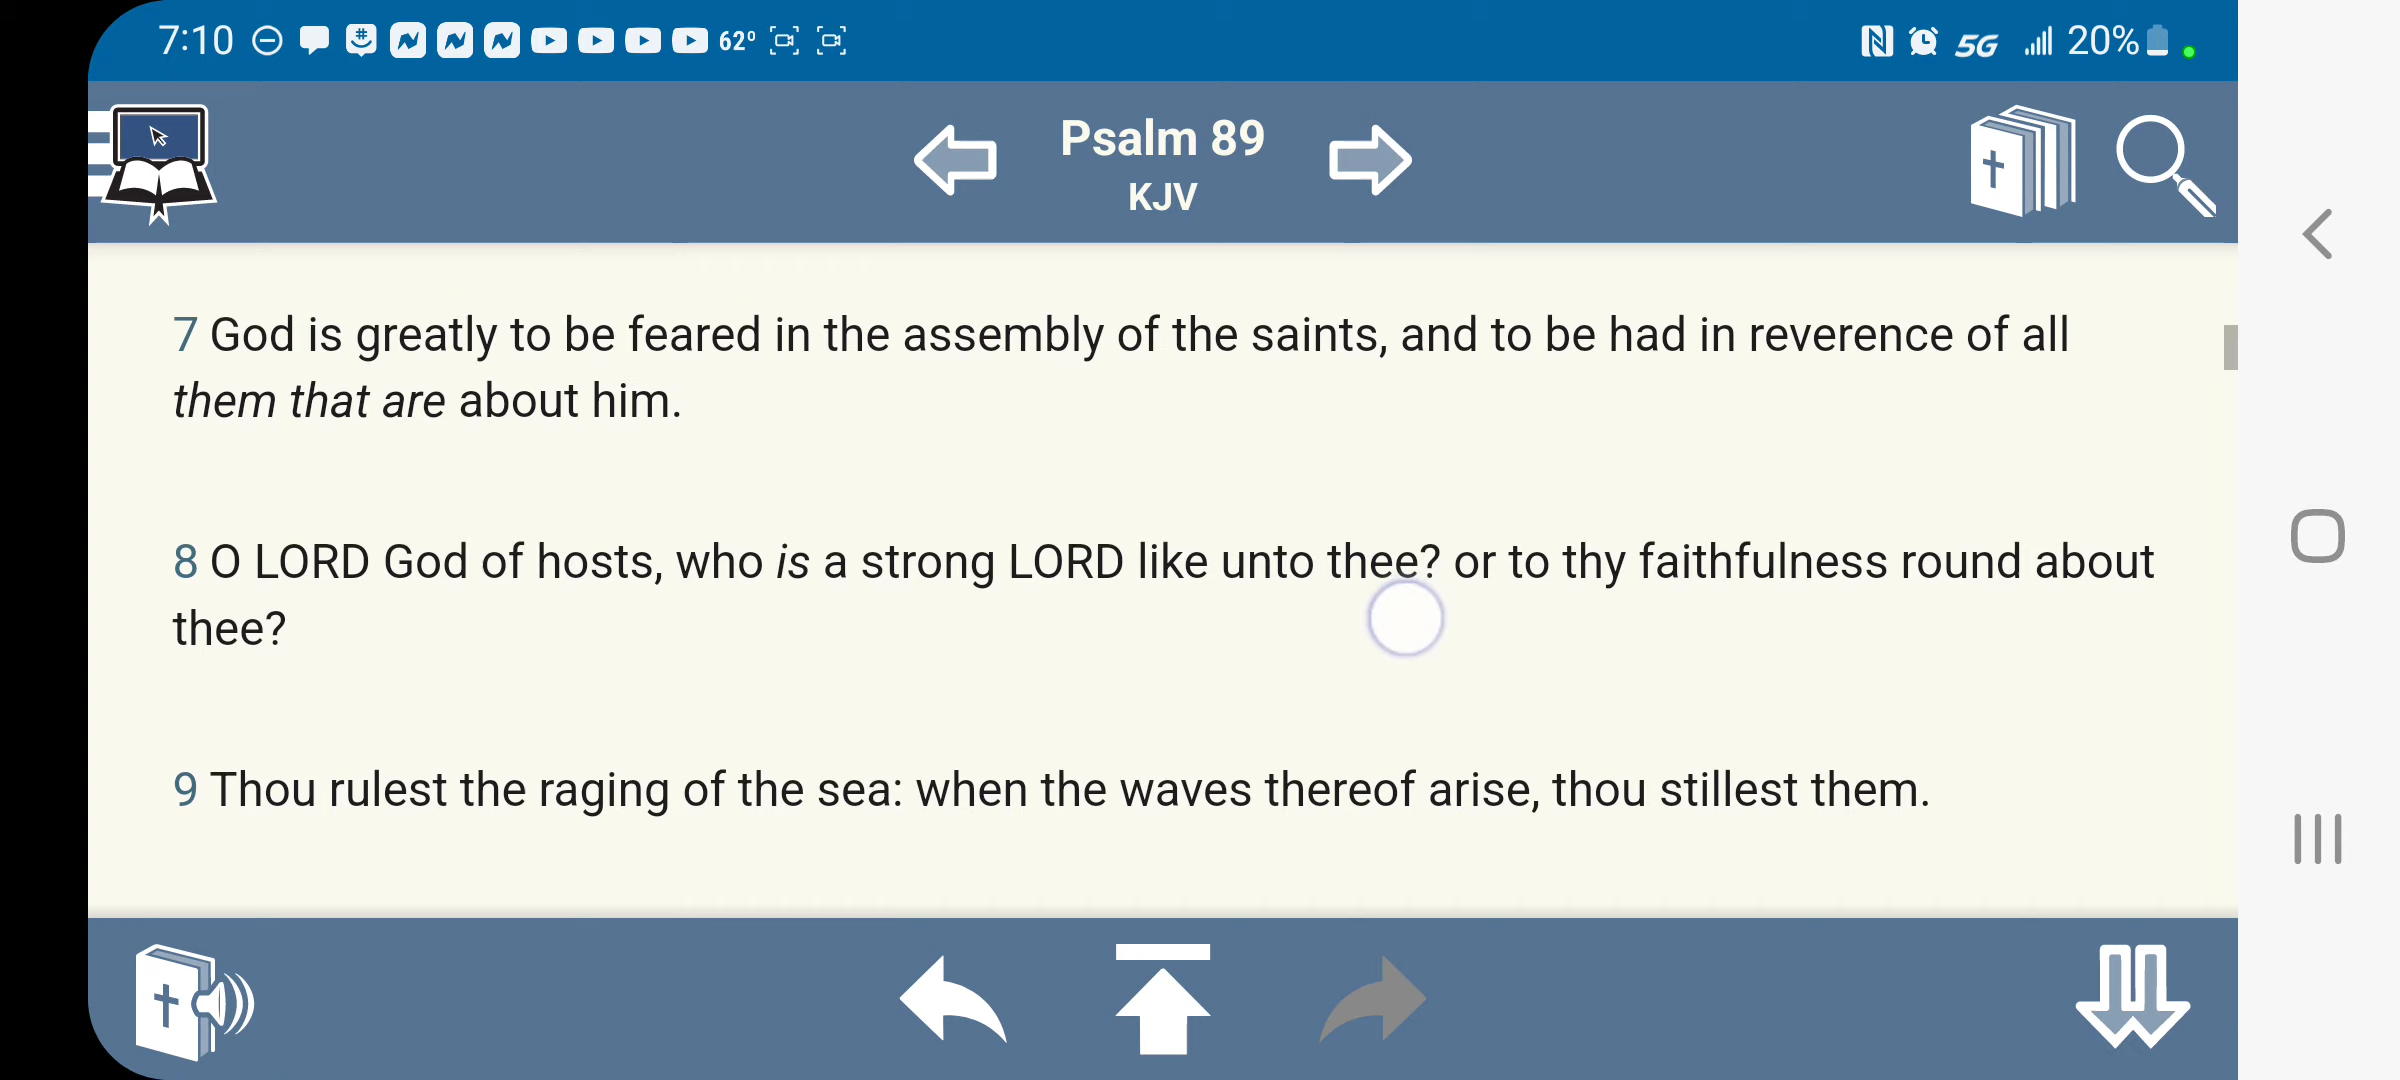 7:10 62° 5G 20%
Psalm 89
KJV
7 God is greatly to be feared in the assembly of the saints, and to be had in reverence of all
them that are about him.
8 O LORD God of hosts, who is a strong LORD like unto thee? or to thy faithfulness round about
thee?
9 Thou rulest the raging of the sea: when the waves thereof arise, thou stillest them.